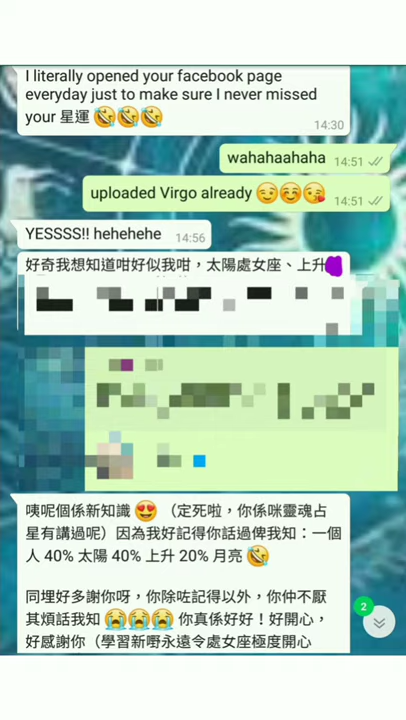 I literally opened your facebook page
everyday just to make sure I never missed
your 星運 🤣🤣🤣
14:30
wahahaahaha 14:51
uploaded Virgo already 😏☺️😘 14:51
YESSSS!! hehehehe 14:56
好奇我想知道咁好似我咁，太陽處女座、上升
咦呢個係新知識 😍 （定死啦，你係咪靈魂占
星有講過呢）因為我好記得你話過俾我知：一個
人 40% 太陽 40% 上升 20% 月亮 🤣
同埋好多謝你呀，你除咗記得以外，你仲不厭
其煩話我知 😭😭😭 你真係好好！好開心，
好感謝你（學習新嘢永遠令處女座極度開心
2